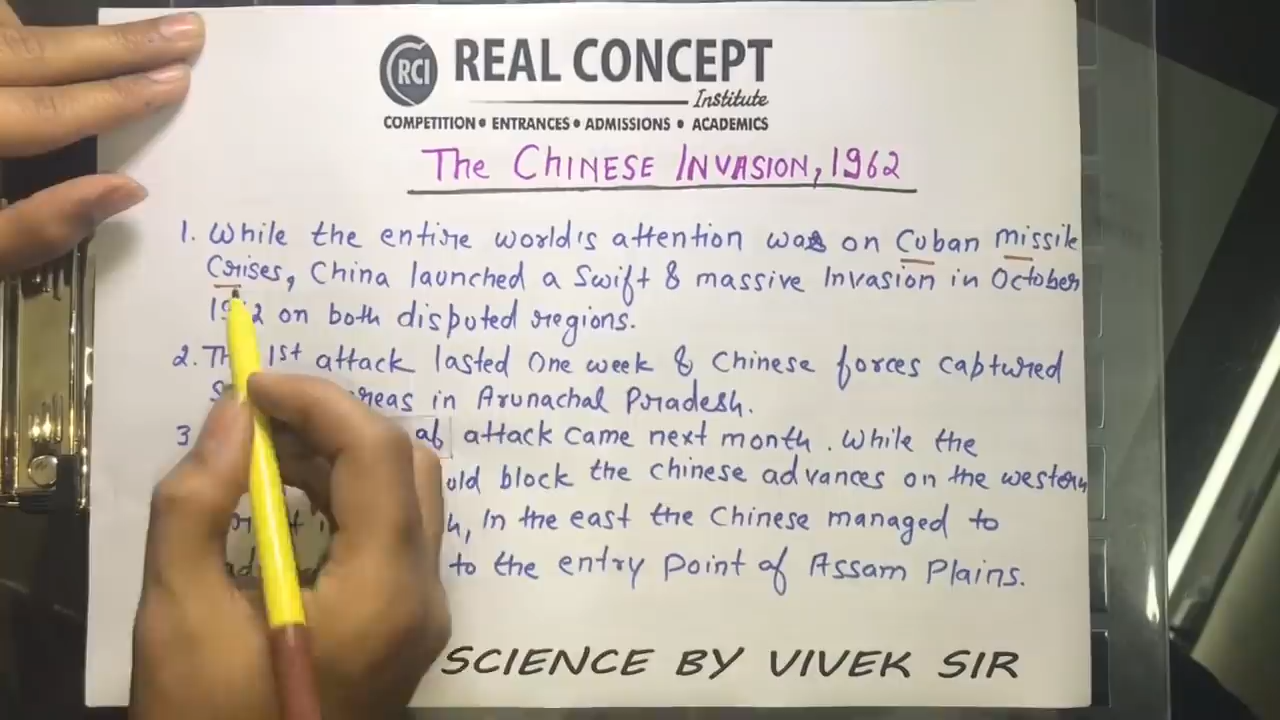 RCI REAL CONCEPT
Institute
COMPETITION • ENTRANCES • ADMISSIONS • ACADEMICS
The CHINESE INVASION, 1962
1. While the entire world's attention was on Cuban missile
Crises, China launched a Swift & massive Invasion in October
on both disputed regions.
2. 1st attack lasted one week & Chinese forces captured
in Arunachal Pradesh.
3 of attack came next month. While the
block the chinese advances on the western
In the east the Chinese managed to
to the entry point of Assam Plains.
SCIENCE BY VIVEK SIR